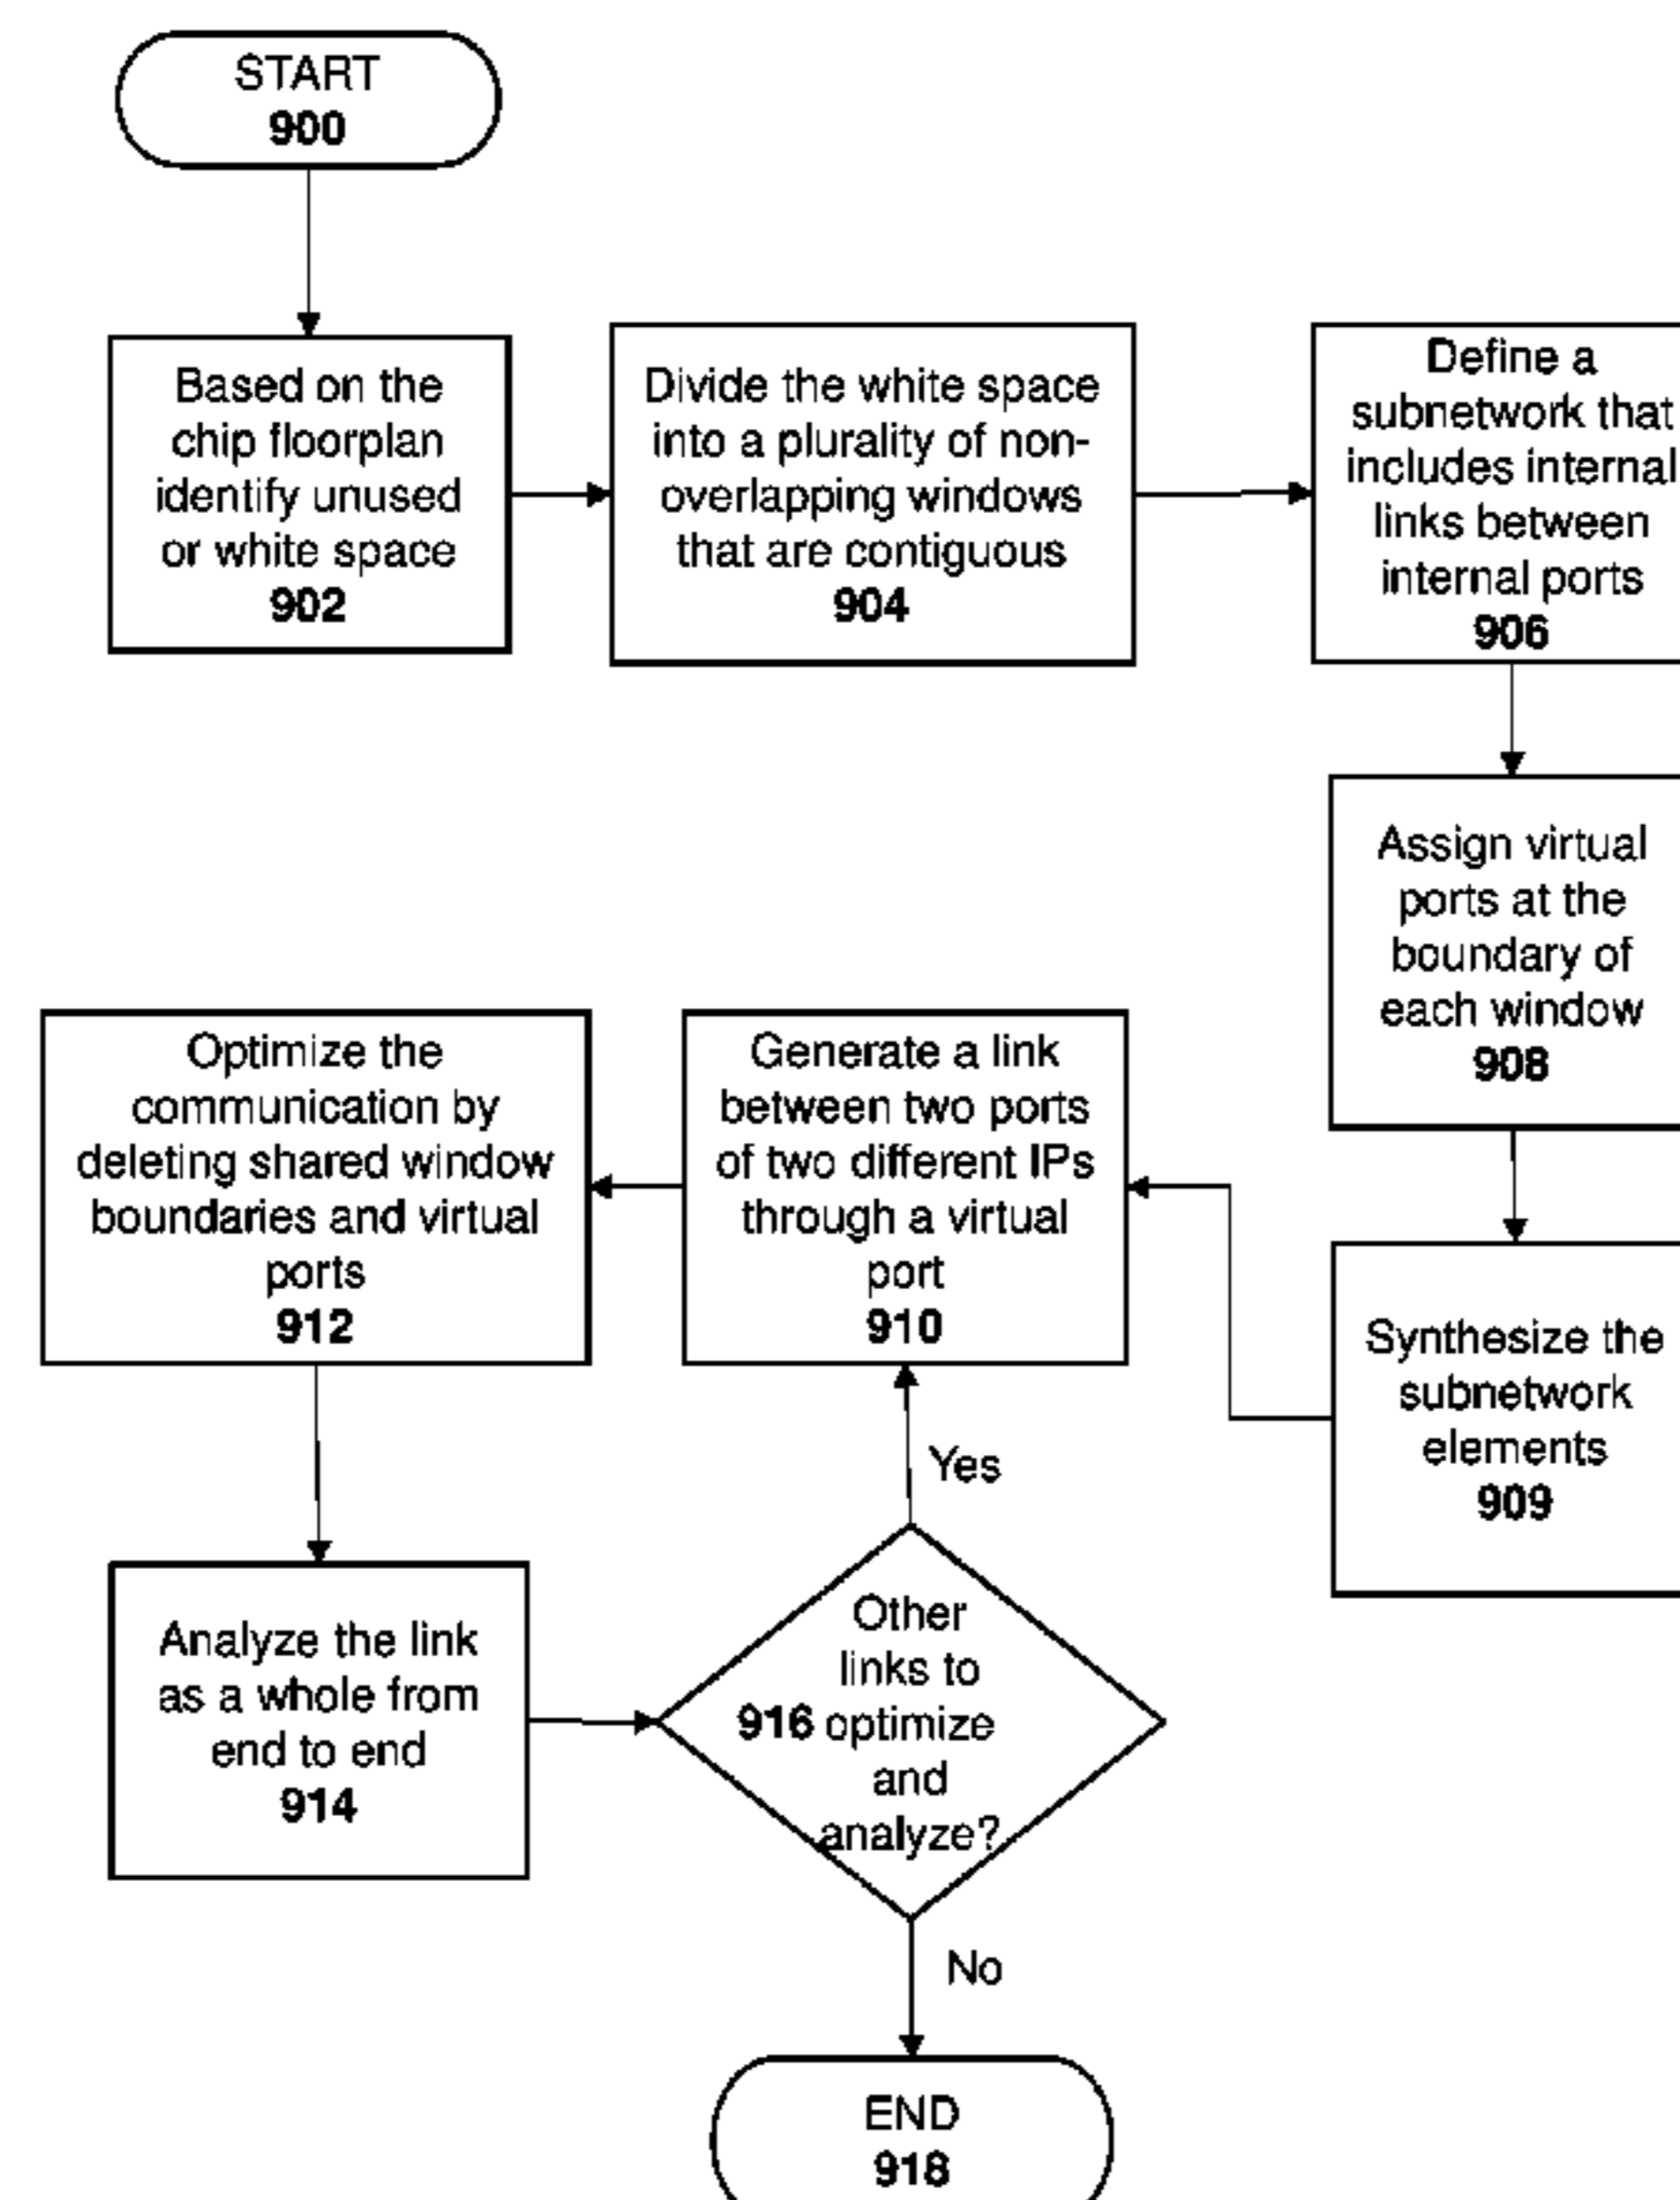 START
900
Based on the
chip floorplan
identify unused
or white space
902
Divide the white space
into a plurality of non-
overlapping windows
that are contiguous
904
Define a
subnetwork that
includes internal
links between
internal ports
906
Assign virtual
ports at the
boundary of
each window
908
Synthesize the
subnetwork
elements
909
Generate a link
between two ports
of two different IPs
through a virtual
port
910
Optimize the
communication by
deleting shared window
boundaries and virtual
ports
912
Analyze the link
as a whole from
end to end
914
Other
links to
916 optimize
and
analyze?
Yes
No
END
918